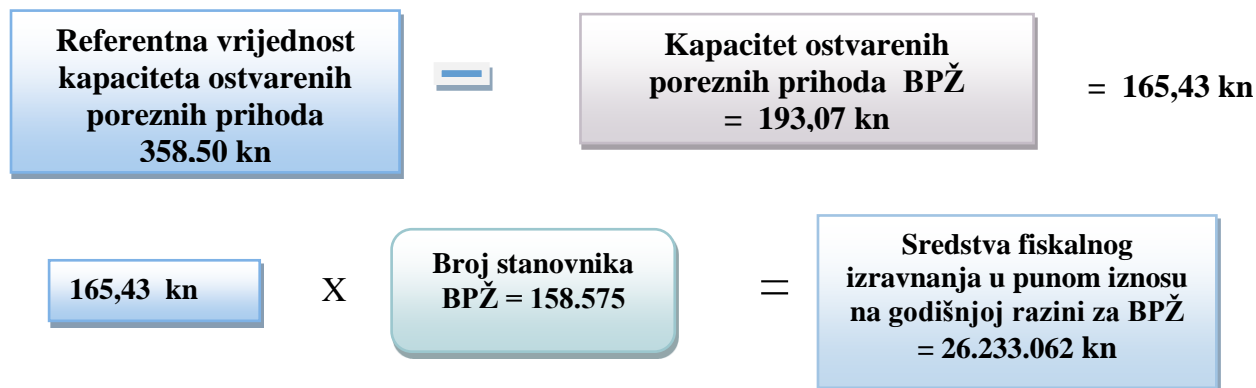 Referentna vrijednost
kapaciteta ostvarenih
poreznih prihoda
358.50 kn
Kapacitet ostvarenih
poreznih prihoda BPŽ
= 193,07 kn
= 165,43 kn
165,43 kn
X
Broj stanovnika
BPŽ = 158.575
=
Sredstva fiskalnog
izravnanja u punom iznosu
na godišnjoj razini za BPŽ
= 26.233.062 kn